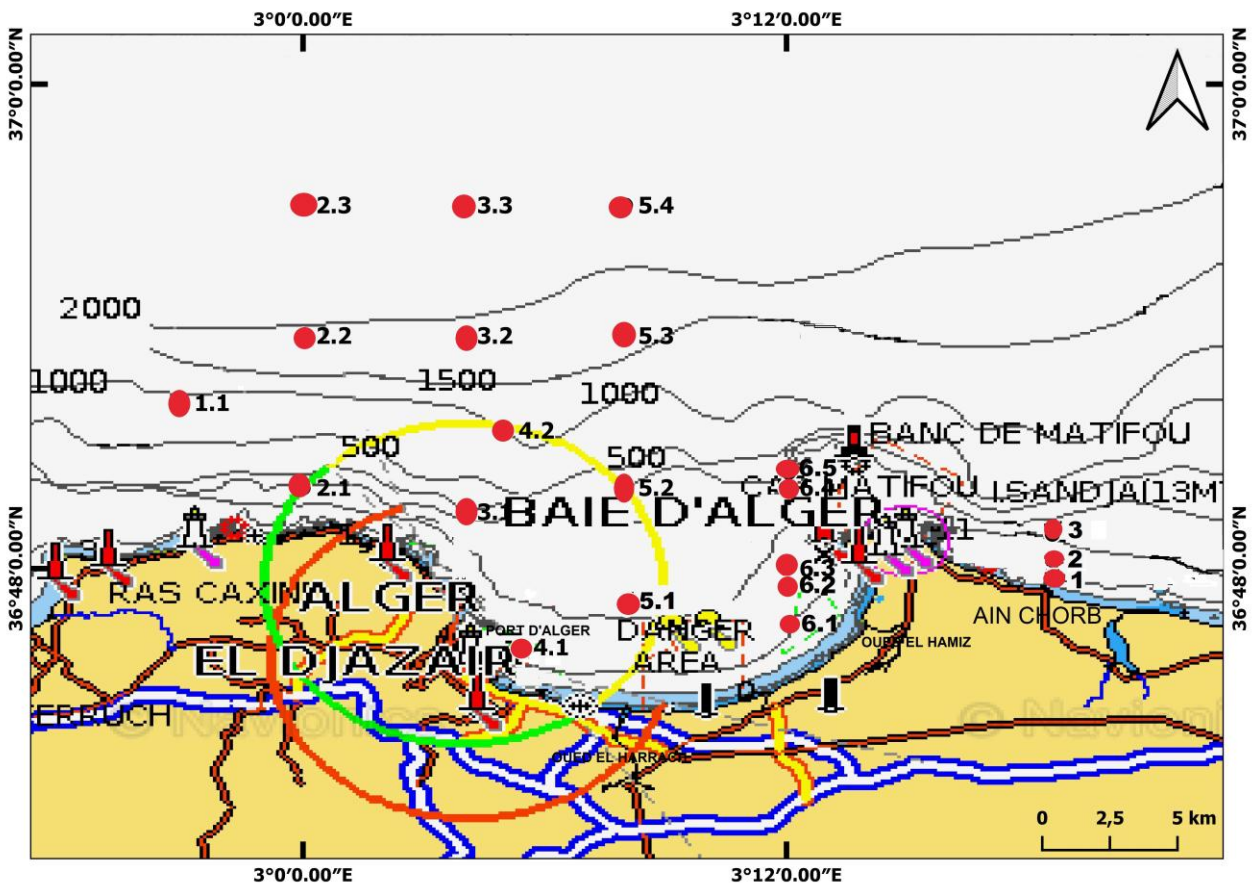 3°0'0.00″E 3°12'0.00″E
37°0'0.00″N 37°0'0.00″N
2.3 3.3 5.4
2000
2.2 3.2 5.3
1000 1500 1000
1.1
4.2
500 500
BANC DE MATIFOU
6.5
2.1 5.2 6.4 MATIFOU I.SANDJA(13M
BAIE D'ALGER
3
6.3 2
36°48'0.00″N 36°48'0.00″N
6.2 1
RAS CAXIN ALGER
5.1 AIN CHORB
PORT D'ALGER DANGER 6.1
OUED EL HAMIZ
4.1
EL DJAZAIR AREA
© Navionics © Navioni
OUED EL HARRACH
0 2,5 5 km
3°0'0.00″E 3°12'0.00″E